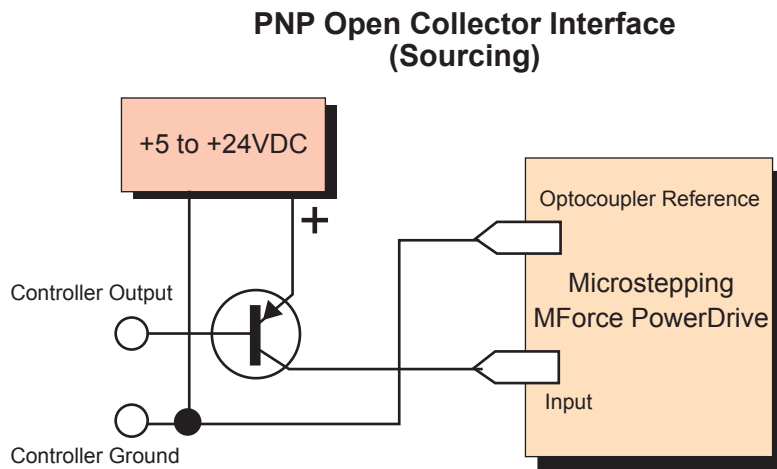 PNP Open Collector Interface
(Sourcing)
+5 to +24VDC
+
Optocoupler Reference
Microstepping
MForce PowerDrive
Controller Output
Input
Controller Ground